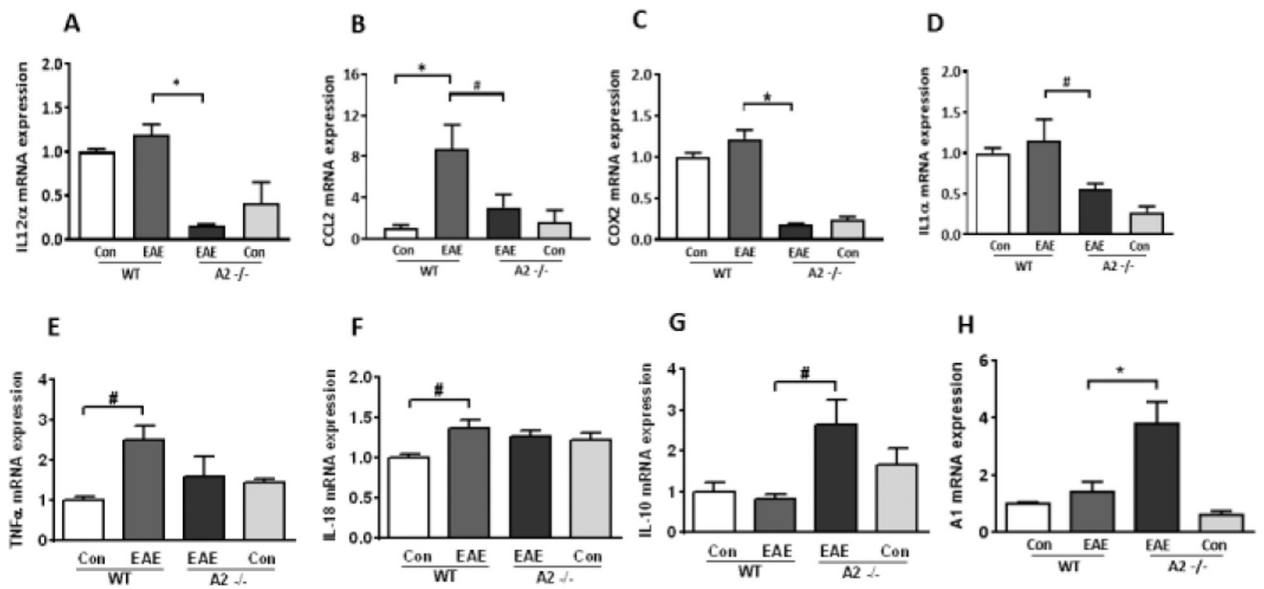 A
IL12α mRNA expression
2.0
1.5
1.0
0.5
0.0
*
Con EAE EAE Con
WT A2 -/-
B
CCL2 mRNA expression
16
12
8
4
0
* #
Con EAE EAE Con
WT A2 -/-
C
COX2 mRNA expression
2.0
1.5
1.0
0.5
0.0
*
Con EAE EAE Con
WT A2 -/-
D
IL1α mRNA expression
2.0
1.5
1.0
0.5
0.0
#
Con EAE EAE Con
WT A2 -/-
E
TNFα mRNA expression
4
3
2
1
0
#
Con EAE EAE Con
WT A2 -/-
F
IL-18 mRNA expression
2.0
1.5
1.0
0.5
0.0
#
Con EAE EAE Con
WT A2 -/-
G
IL-10 mRNA expression
4
3
2
1
0
#
Con EAE EAE Con
WT A2 -/-
H
A1 mRNA expression
6
4
2
0
*
Con EAE EAE Con
WT A2 -/-